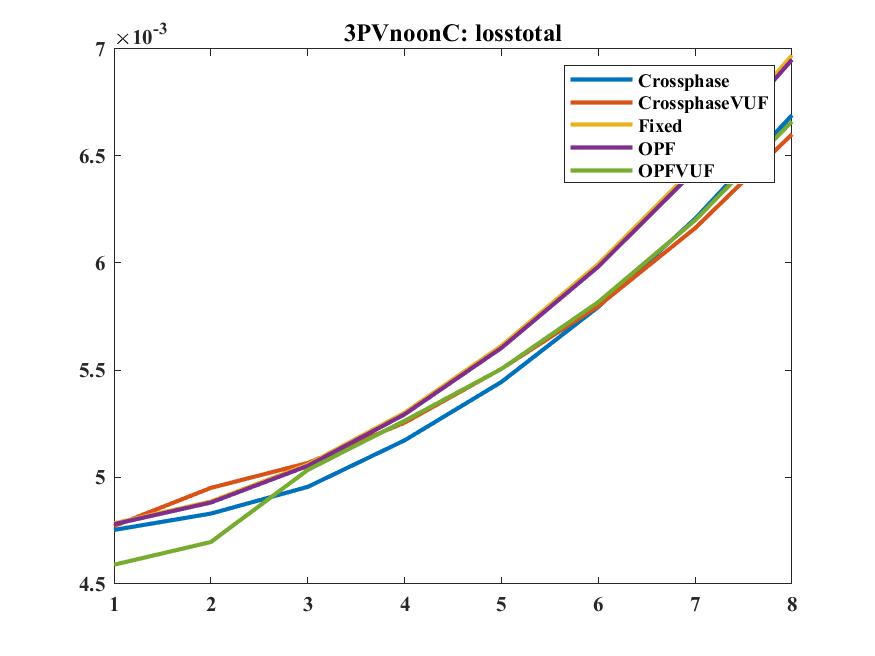 3PVnoonC: losstotal
×10⁻³
7
6.5
6
5.5
5
4.5
1 2 3 4 5 6 7 8
Crossphase
CrossphaseVUF
Fixed
OPF
OPFVUF